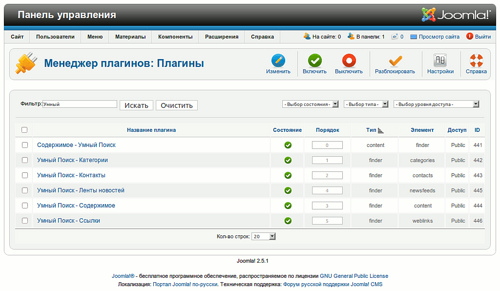 Панель управления
Joomla!
Сайт Пользователи Меню Материалы Компоненты Расширения Справка На сайте: 0 В панели: 1 0 Просмотр сайта Выйти
Менеджер плагинов: Плагины
Изменить Включить Выключить Разблокировать Настройки Справка
Фильтр: Умный Искать Очистить - Выбор состояния - - Выбор типа - - Выбор уровня доступа -
Название плагина Состояние Порядок Тип Элемент Доступ ID
Содержимое - Умный Поиск 0 content finder Public 441
Умный Поиск - Категории finder categories Public 442
Умный Поиск - Контакты finder contacts Public 443
Умный Поиск - Ленты новостей finder newsfeeds Public 445
Умный Поиск - Содержимое finder content Public 444
Умный Поиск - Ссылки finder weblinks Public 446
Кол-во строк: 20
Joomla! 2.5.1
Joomla!® - бесплатное программное обеспечение, распространяемое по лицензии GNU General Public License
Локализация: Портал Joomla! по-русски. Техническая поддержка: Форум русской поддержки Joomla! CMS